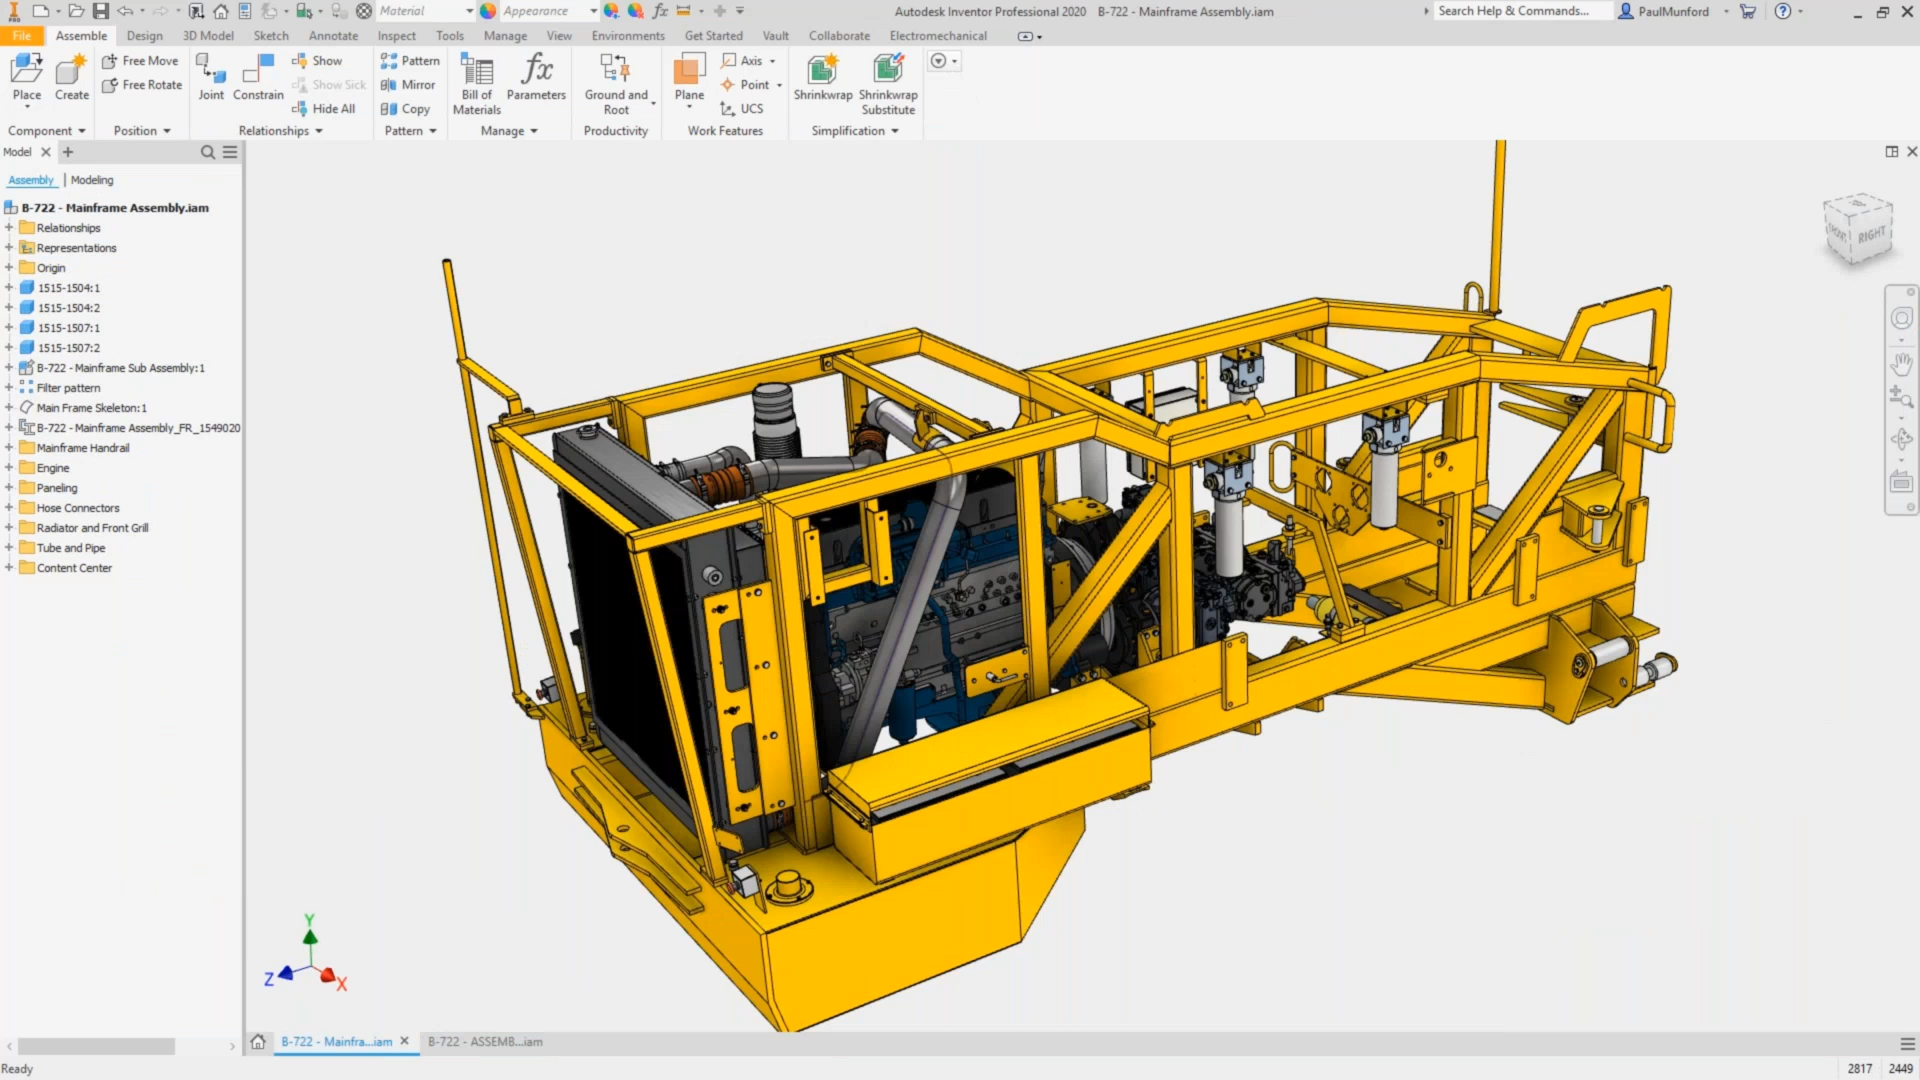 Material
Appearance
Autodesk Inventor Professional 2020 B-722 - Mainframe Assembly.iam
Search Help & Commands...
PaulMunford
File
Assemble
Design
3D Model
Sketch
Annotate
Inspect
Tools
Manage
View
Environments
Get Started
Vault
Collaborate
Electromechanical
Place
Create
Component
Free Move
Free Rotate
Position
Joint
Constrain
Show
Show Sick
Hide All
Relationships
Pattern
Mirror
Copy
Pattern
Bill of
Materials
Parameters
Manage
Ground and
Root
Productivity
Plane
Axis
Point
UCS
Work Features
Shrinkwrap
Shrinkwrap
Substitute
Simplification
Model
Assembly | Modeling
B-722 - Mainframe Assembly.iam
Relationships
Representations
Origin
1515-1504:1
1515-1504:2
1515-1507:1
1515-1507:2
B-722 - Mainframe Sub Assembly:1
Filter pattern
Main Frame Skeleton:1
B-722 - Mainframe Assembly_FR_1549020
Mainframe Handrail
Engine
Paneling
Hose Connectors
Radiator and Front Grill
Tube and Pipe
Content Center
FRONT
RIGHT
Y
Z
X
B-722 - Mainfra...iam
B-722 - ASSEMB...iam
Ready
2817 2449